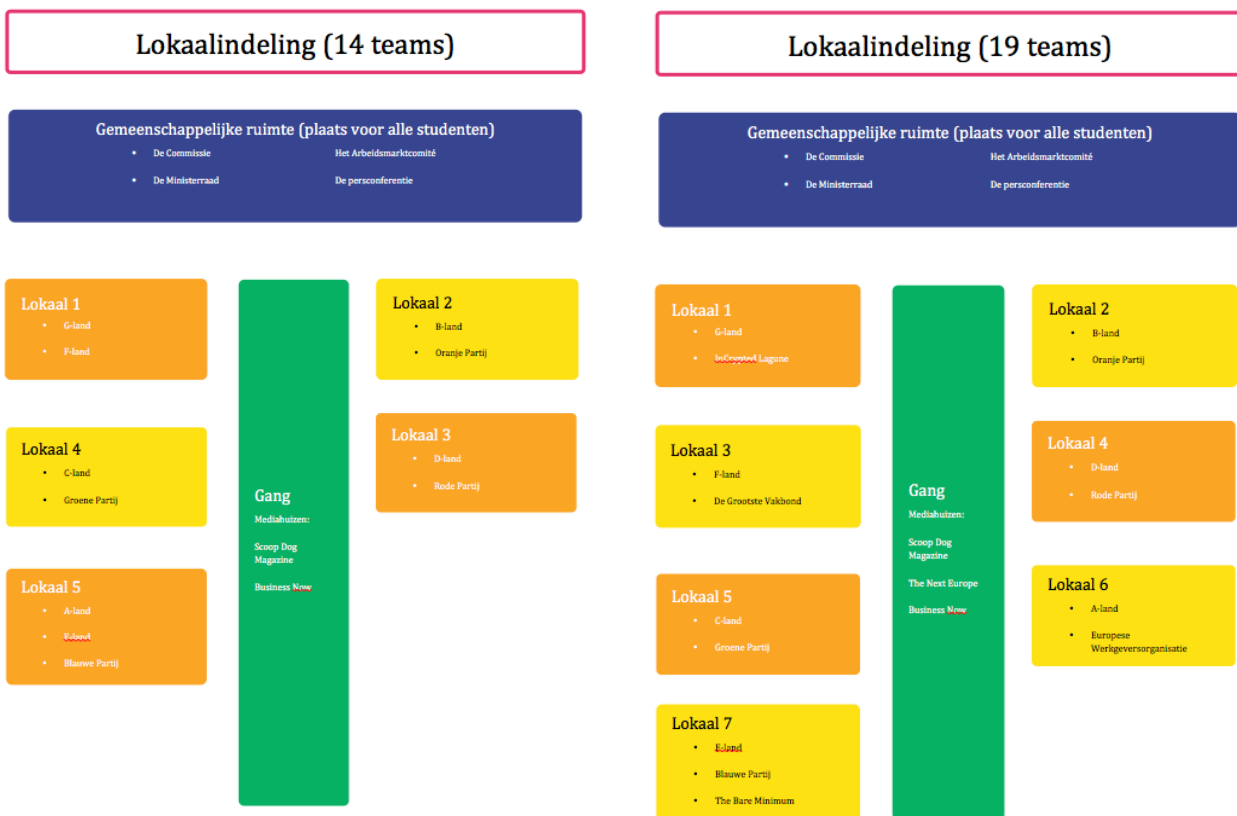 Lokaalindeling (14 teams)
Gemeenschappelijke ruimte (plaats voor alle studenten)
• De Commissie
Het Arbeidsmarktcomité
• De Ministerraad
De persconferentie
Lokaal 1
• G-land
• F-land
Lokaal 2
• B-land
• Oranje Partij
Lokaal 4
• C-land
• Groene Partij
Lokaal 3
• D-land
• Rode Partij
Lokaal 5
• A-land
• E-land
• Blauwe Partij
Gang
Mediahuizen:
Scoop Dog
Magazine
Business Now
Lokaalindeling (19 teams)
Gemeenschappelijke ruimte (plaats voor alle studenten)
• De Commissie
Het Arbeidsmarktcomité
• De Ministerraad
De persconferentie
Lokaal 1
• G-land
• InCrypted Lagune
Lokaal 2
• B-land
• Oranje Partij
Lokaal 3
• F-land
• De Grootste Vakbond
Lokaal 4
• D-land
• Rode Partij
Lokaal 5
• C-land
• Groene Partij
Lokaal 6
• A-land
• Europese
Werkgeversorganisatie
Lokaal 7
• E-land
• Blauwe Partij
• The Bare Minimum
Gang
Mediahuizen:
Scoop Dog
Magazine
The Next Europe
Business Now